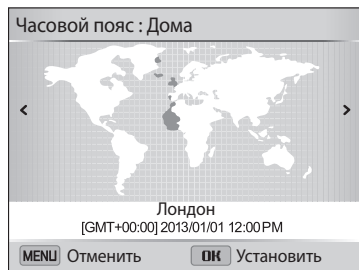 Часовой пояс : Дома
Лондон
[GMT+00:00] 2013/01/01 12:00PM
MENU Отменить OK Установить